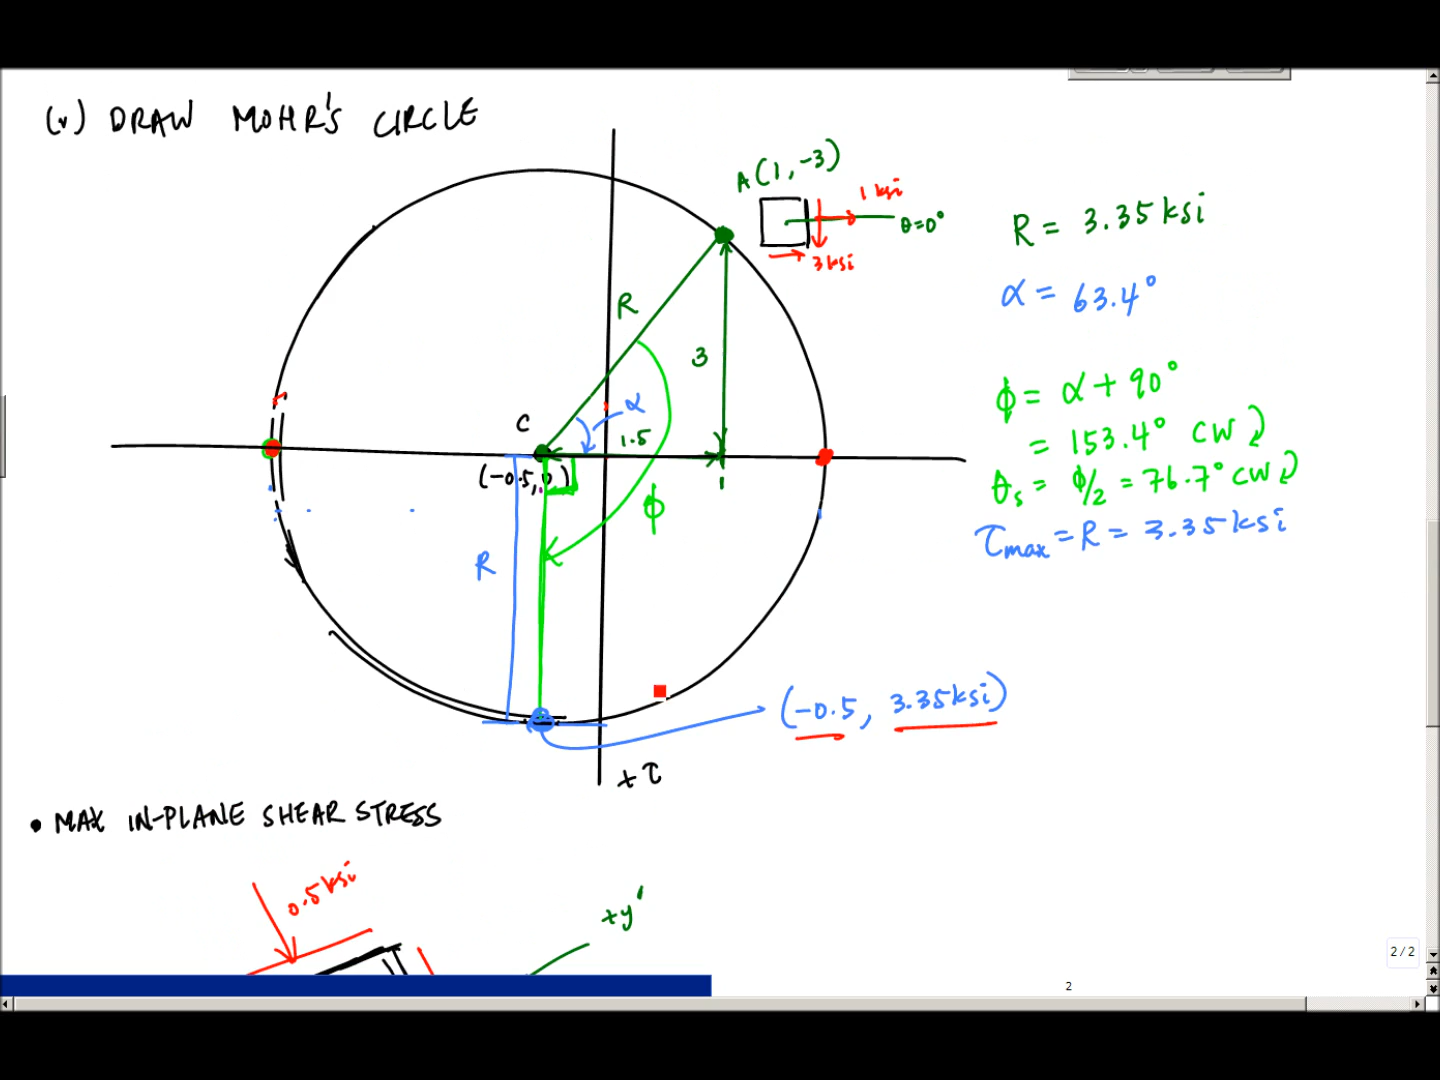 (v) DRAW MOHR'S CIRCLE
A(1, -3)
1 ksi
θ=0°
3 ksi
R = 3.35 ksi
α = 63.4°
R
3
α
C
1.5
(-0.5, 0)
1
ϕ
R
ϕ = α + 90°
= 153.4° CW
θs = ϕ/2 = 76.7° CW
τmax = R = 3.35 ksi
(-0.5, 3.35 ksi)
+τ
• MAX IN-PLANE SHEAR STRESS
0.5 ksi
+y'
2 / 2
2